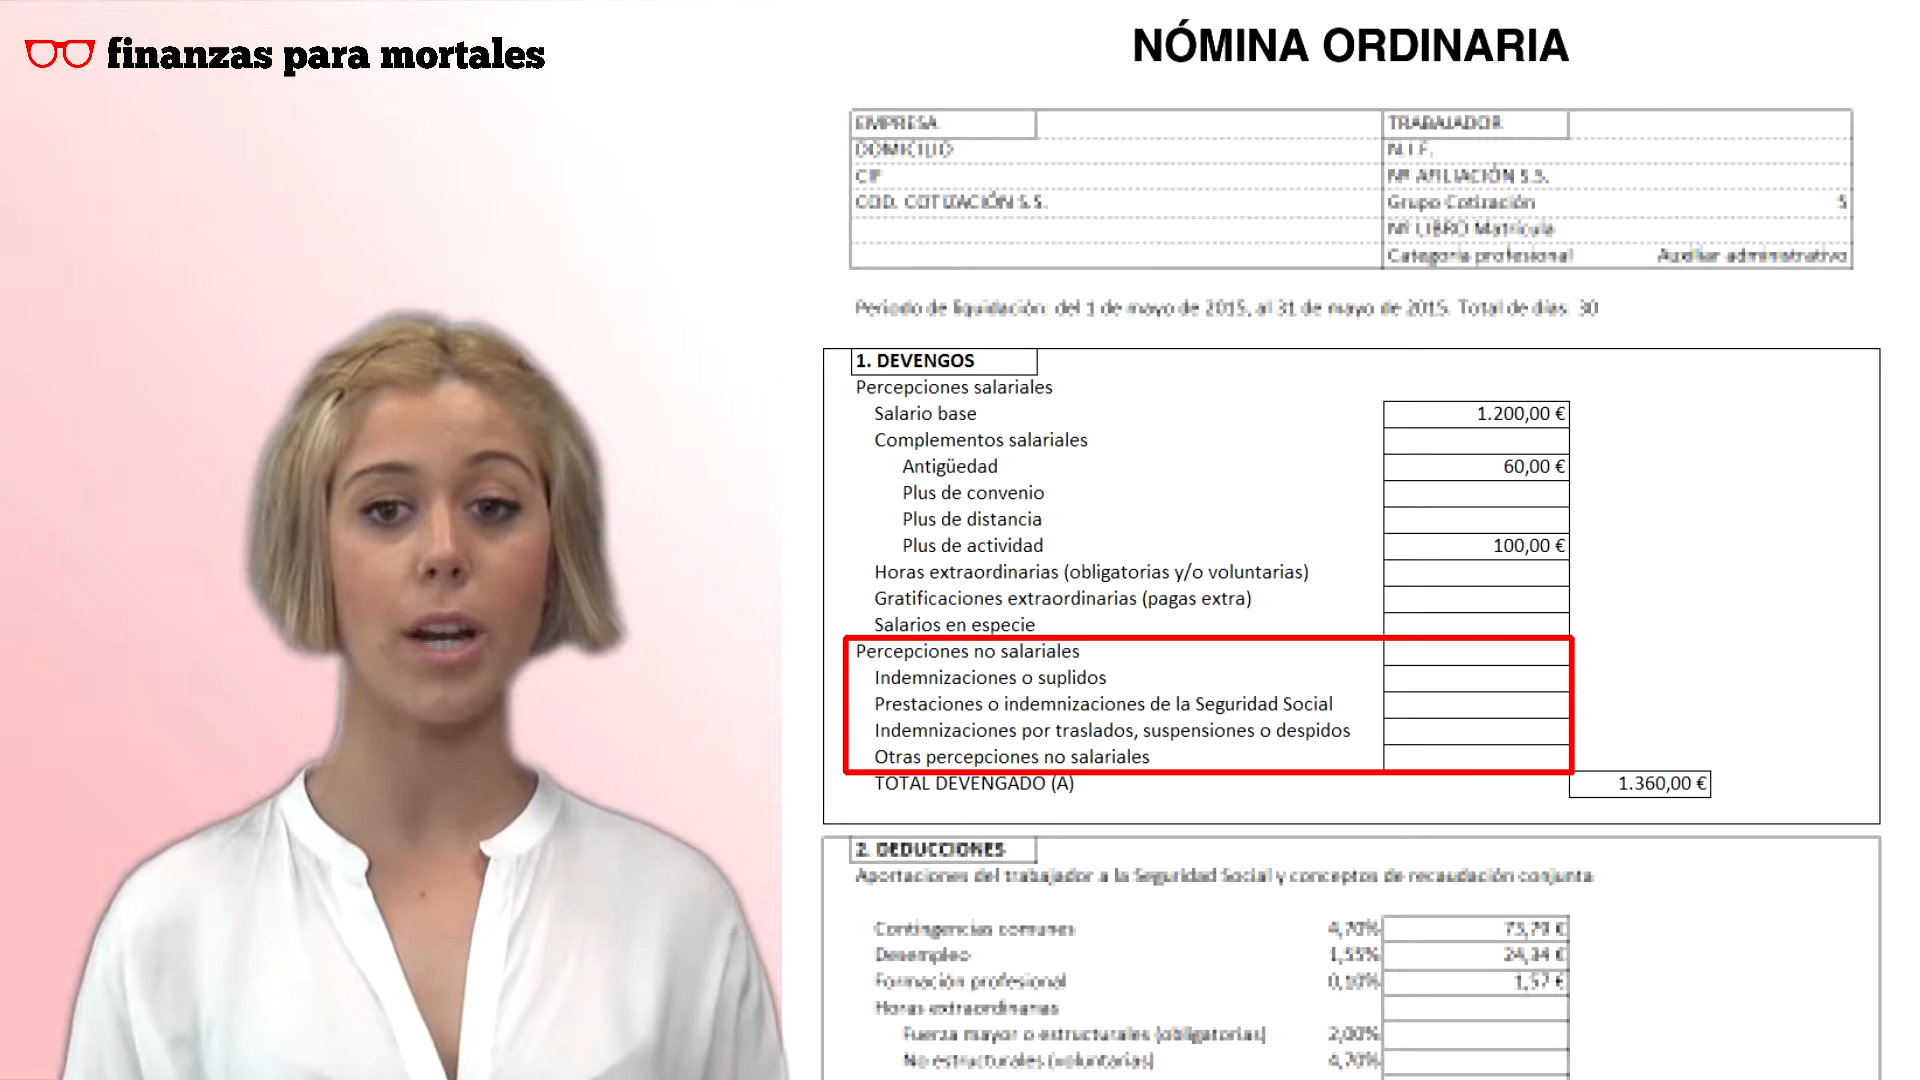 finanzas para mortales
NÓMINA ORDINARIA
EMPRESA
TRABAJADOR
DOMICILIO
N.I.F.
CIF
Nº AFILIACIÓN S.S.
COD. COTIZACIÓN S.S.
Grupo Cotización 5
Nº LIBRO Matrícula
Categoría profesional Auxiliar administrativo
Periodo de liquidación: del 1 de mayo de 2015, al 31 de mayo de 2015. Total de días: 30
1. DEVENGOS
Percepciones salariales
Salario base 1.200,00 €
Complementos salariales
Antigüedad 60,00 €
Plus de convenio
Plus de distancia
Plus de actividad 100,00 €
Horas extraordinarias (obligatorias y/o voluntarias)
Gratificaciones extraordinarias (pagas extra)
Salarios en especie
Percepciones no salariales
Indemnizaciones o suplidos
Prestaciones o indemnizaciones de la Seguridad Social
Indemnizaciones por traslados, suspensiones o despidos
Otras percepciones no salariales
TOTAL DEVENGADO (A) 1.360,00 €
2. DEDUCCIONES
Aportaciones del trabajador a la Seguridad Social y conceptos de recaudación conjunta
Contingencias comunes 4,70% 73,79 €
Desempleo 1,55% 24,34 €
Formación profesional 0,10% 1,57 €
Horas extraordinarias
Fuerza mayor o estructurales (obligatorias) 2,00%
No estructurales (voluntarias) 4,70%